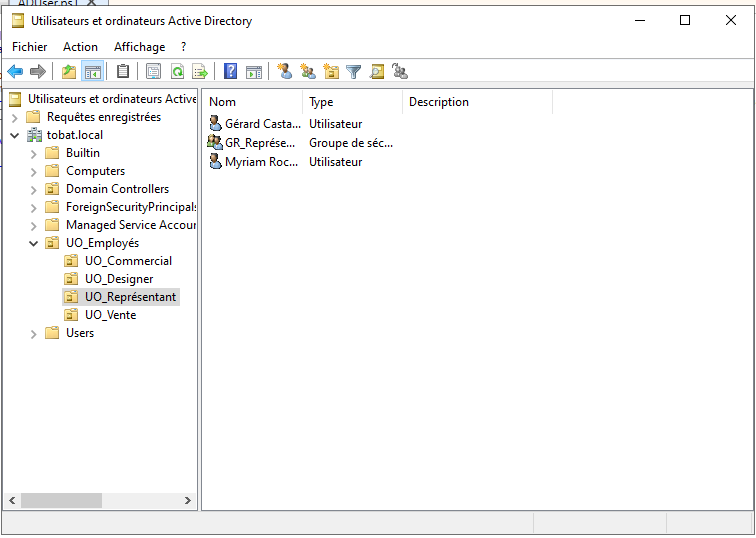 ADUser.ps1 X
Utilisateurs et ordinateurs Active Directory
Fichier Action Affichage ?
Utilisateurs et ordinateurs Active
Requêtes enregistrées
tobat.local
Builtin
Computers
Domain Controllers
ForeignSecurityPrincipals
Managed Service Accour
UO_Employés
UO_Commercial
UO_Designer
UO_Représentant
UO_Vente
Users
Nom Type Description
Gérard Casta... Utilisateur
GR_Représe... Groupe de séc...
Myriam Roc... Utilisateur